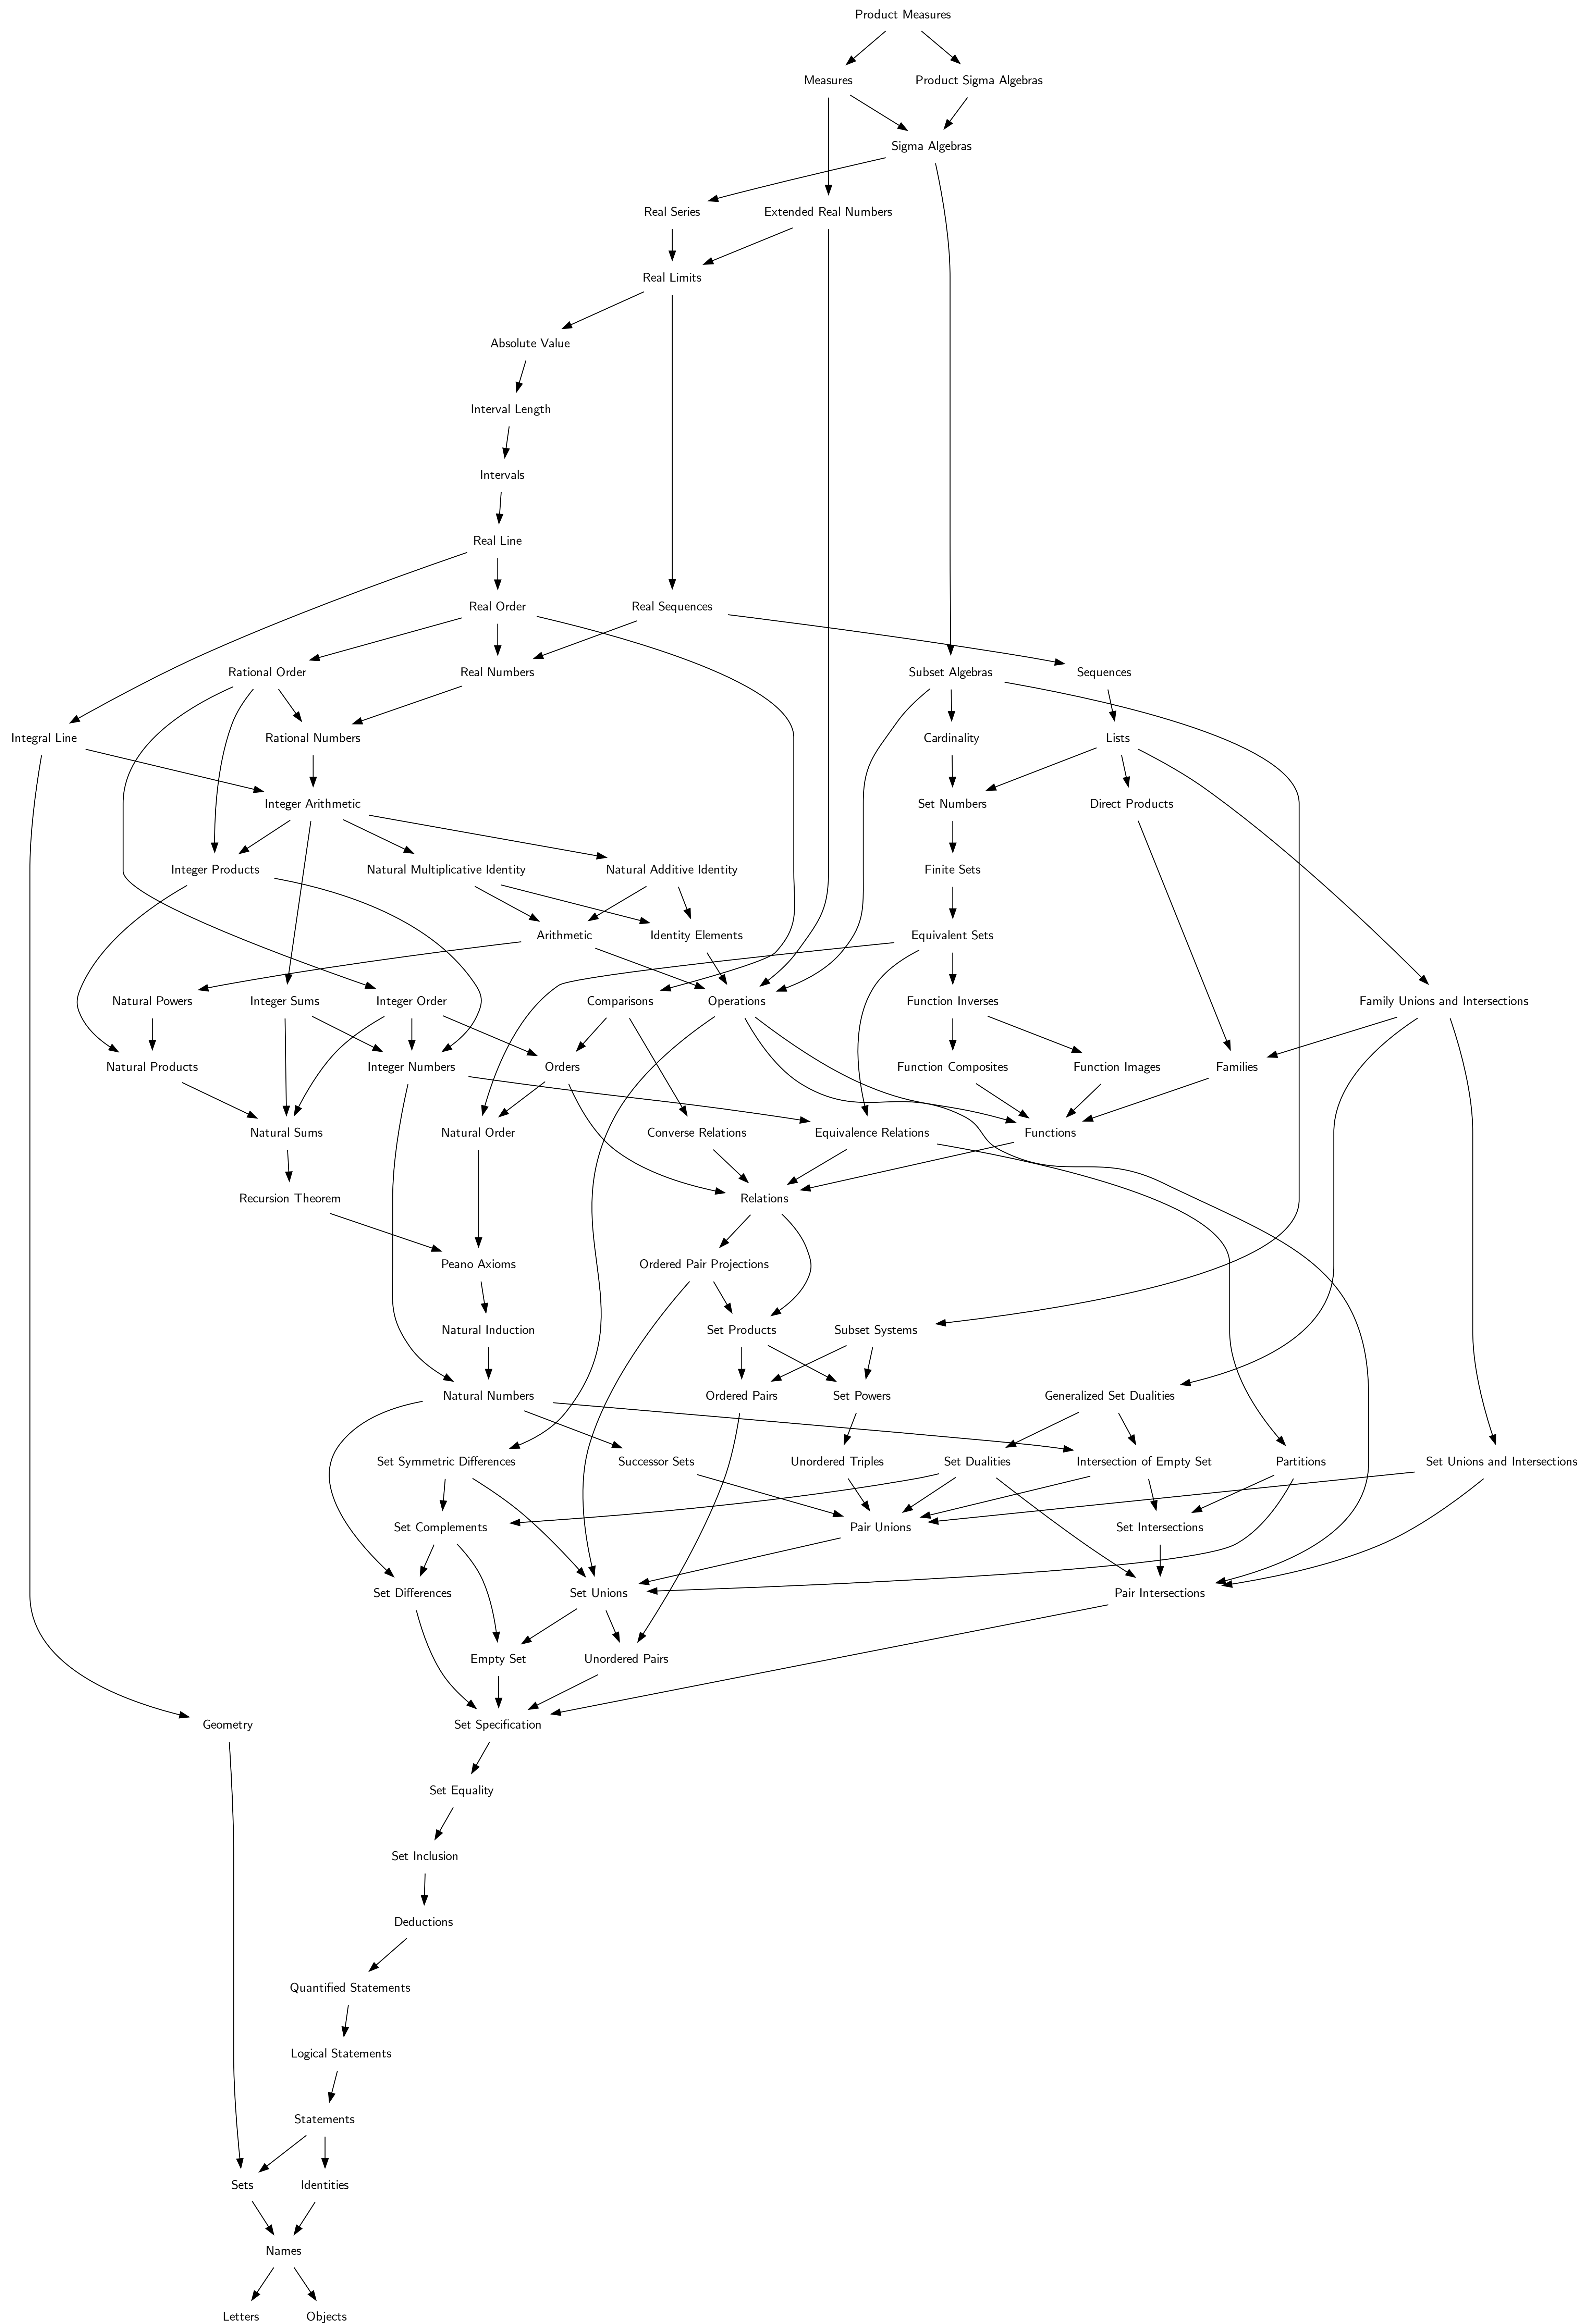 Product Measures
Measures
Product Sigma Algebras
Sigma Algebras
Real Series
Extended Real Numbers
Real Limits
Absolute Value
Interval Length
Intervals
Real Line
Real Order
Real Sequences
Rational Order
Real Numbers
Subset Algebras
Sequences
Integral Line
Rational Numbers
Cardinality
Lists
Integer Arithmetic
Set Numbers
Direct Products
Integer Products
Natural Multiplicative Identity
Natural Additive Identity
Finite Sets
Arithmetic
Identity Elements
Equivalent Sets
Natural Powers
Integer Sums
Integer Order
Comparisons
Operations
Function Inverses
Family Unions and Intersections
Natural Products
Integer Numbers
Orders
Function Composites
Function Images
Families
Natural Sums
Natural Order
Converse Relations
Equivalence Relations
Functions
Recursion Theorem
Relations
Peano Axioms
Ordered Pair Projections
Natural Induction
Set Products
Subset Systems
Natural Numbers
Ordered Pairs
Set Powers
Generalized Set Dualities
Set Symmetric Differences
Successor Sets
Unordered Triples
Set Dualities
Intersection of Empty Set
Partitions
Set Unions and Intersections
Set Complements
Pair Unions
Set Intersections
Set Differences
Set Unions
Pair Intersections
Empty Set
Unordered Pairs
Geometry
Set Specification
Set Equality
Set Inclusion
Deductions
Quantified Statements
Logical Statements
Statements
Sets
Identities
Names
Letters
Objects